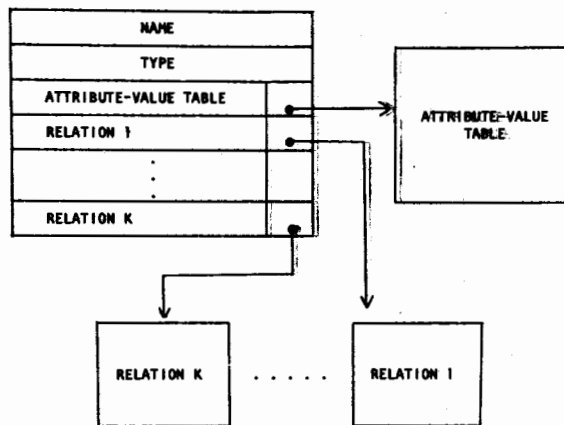 NAME
TYPE
ATTRIBUTE-VALUE TABLE
RELATION 1
.
.
.
RELATION K
ATTRIBUTE-VALUE
TABLE
RELATION K
. . . . .
RELATION 1